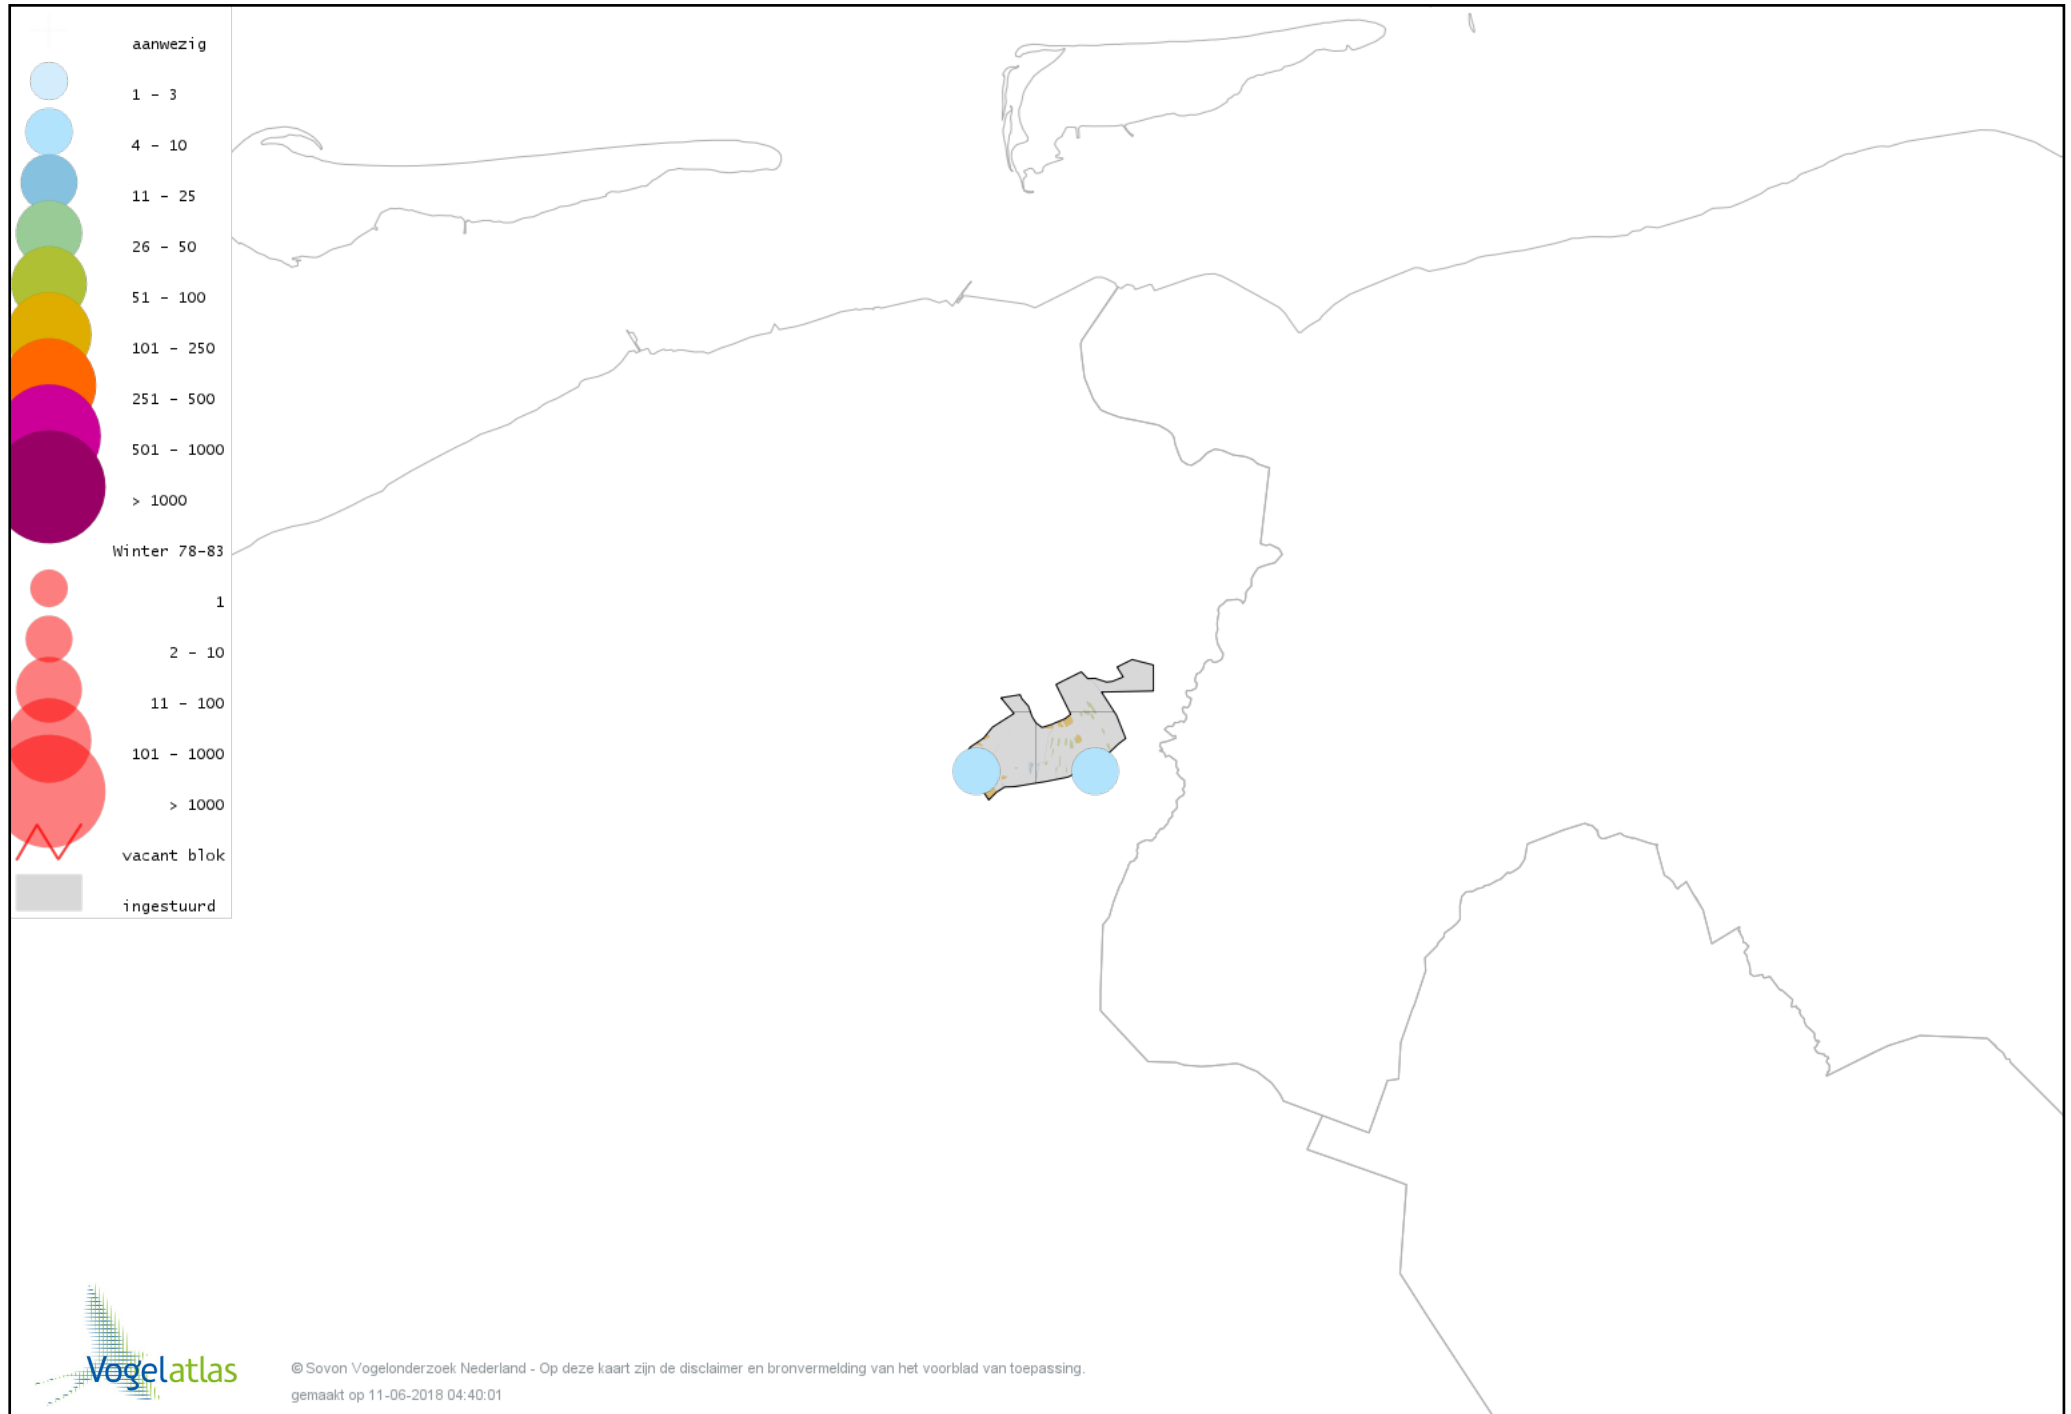 aanwezig
1 - 3
4 - 10
11 - 25
26 - 50
51 - 100
101 - 250
251 - 500
501 - 1000
> 1000
Winter 78-83
1
2 - 10
11 - 100
101 - 1000
> 1000
vacant blok
ingestuurd
Vogelatlas
© Sovon Vogelonderzoek Nederland - Op deze kaart zijn de disclaimer en bronvermelding van het voorblad van toepassing.
gemaakt op 11-06-2018 04:40:01